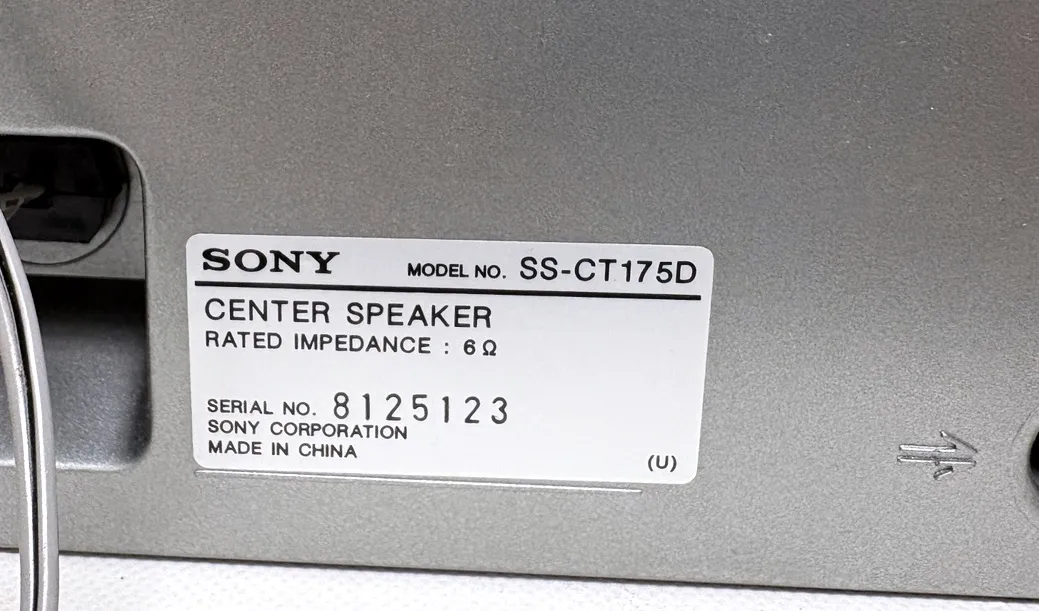 SONY MODEL NO. SS-CT175D
CENTER SPEAKER
RATED IMPEDANCE : 6Ω
SERIAL NO. 8125123
SONY CORPORATION
MADE IN CHINA
(U)